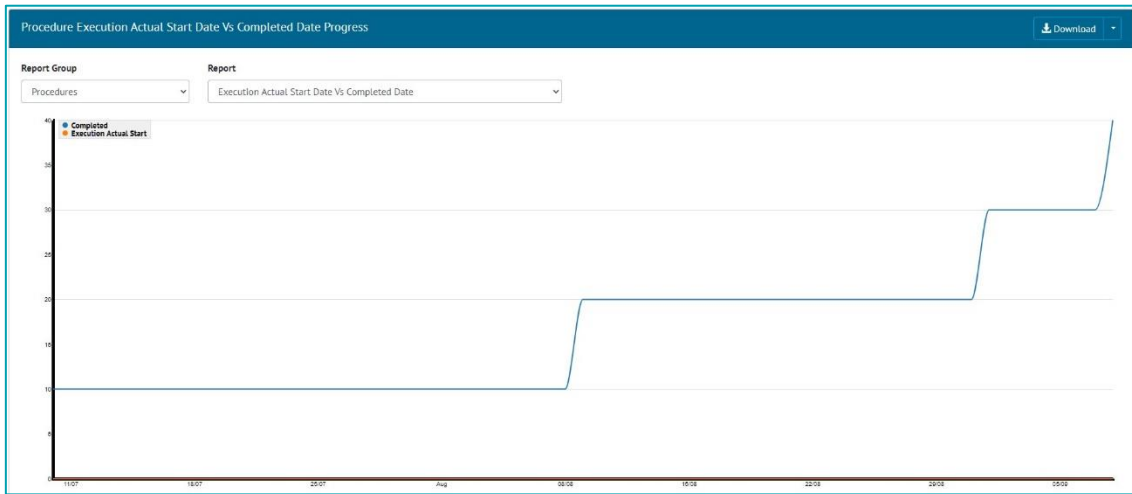 Procedure Execution Actual Start Date Vs Completed Date Progress
Download
Report Group
Report
Procedures
Execution Actual Start Date Vs Completed Date
Completed
Execution Actual Start
40
35
30
25
20
15
10
5
0
11/07
18/07
25/07
Aug
08/08
15/08
22/08
29/08
05/09